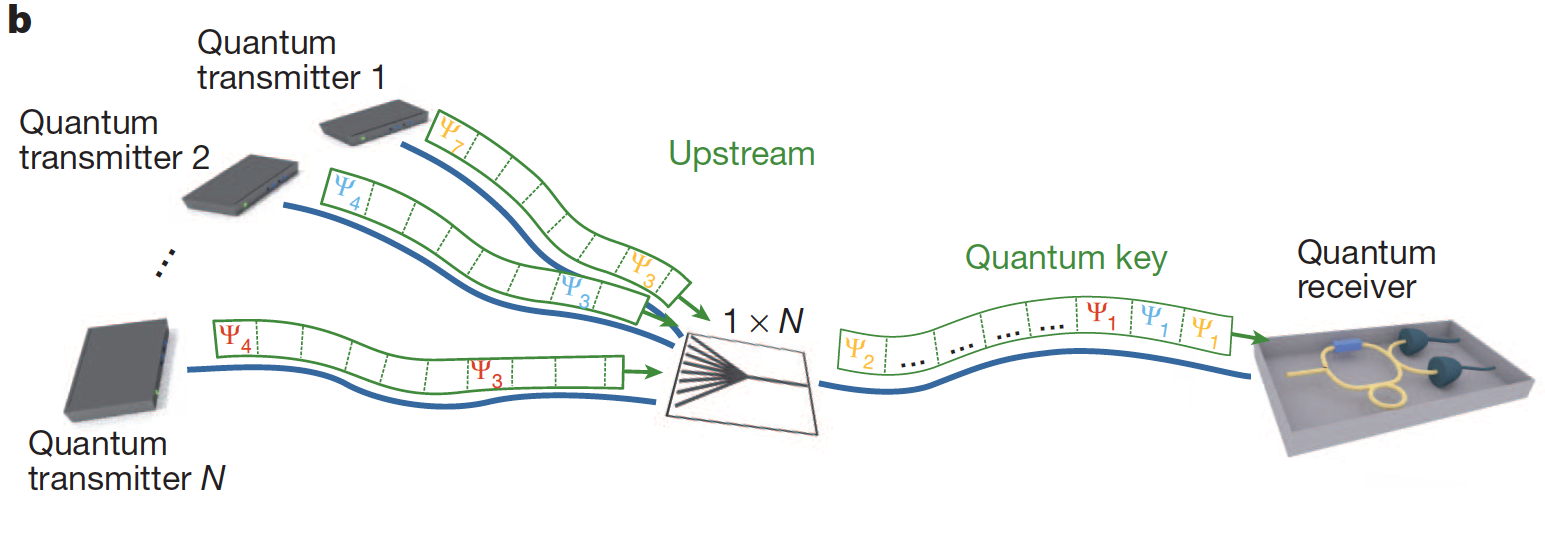 b
Quantum
transmitter 1
Quantum
transmitter 2
...
Quantum
transmitter N
Ψ7
Ψ3
Ψ4
Ψ3
Ψ4
Ψ3
Upstream
1 × N
Quantum key
Ψ2 ... ... ... ... Ψ1 Ψ1 Ψ1
Quantum
receiver